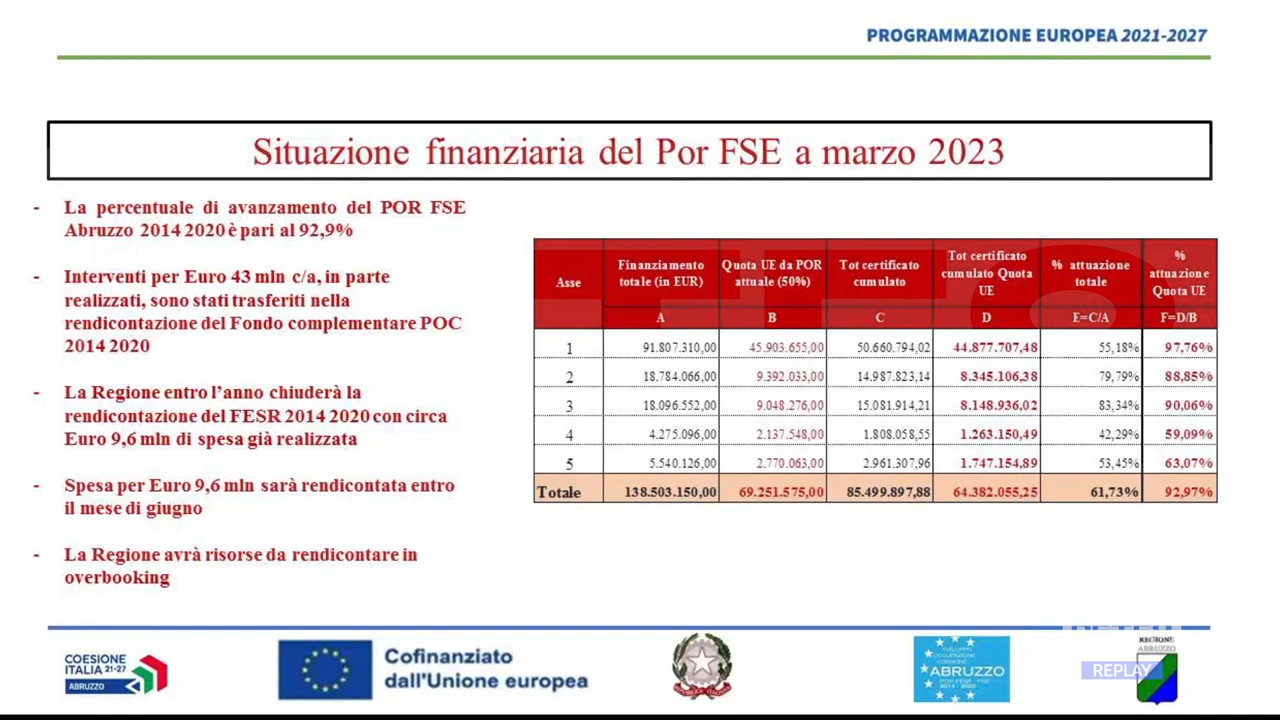 PROGRAMMAZIONE EUROPEA 2021-2027
Situazione finanziaria del Por FSE a marzo 2023
- La percentuale di avanzamento del POR FSE
Abruzzo 2014 2020 è pari al 92,9%
- Interventi per Euro 43 mln c/a, in parte
realizzati, sono stati trasferiti nella
rendicontazione del Fondo complementare POC
2014 2020
- La Regione entro l’anno chiuderà la
rendicontazione del FESR 2014 2020 con circa
Euro 9,6 mln di spesa già realizzata
- Spesa per Euro 9,6 mln sarà rendicontata entro
il mese di giugno
- La Regione avrà risorse da rendicontare in
overbooking
Asse
Finanziamento
totale (in EUR)
Quota UE da POR
attuale (50%)
Tot certificato
cumulato
Tot certificato
cumulato Quota
UE
% attuazione
totale
%
attuazione
Quota UE
A B C D E=C/A F=D/B
1 91.807.310,00 45.903.655,00 50.660.794,02 44.877.707,48 55,18% 97,76%
2 18.784.066,00 9.392.033,00 14.987.823,14 8.345.106,38 79,79% 88,85%
3 18.096.552,00 9.048.276,00 15.081.914,21 8.148.936,02 83,34% 90,06%
4 4.275.096,00 2.137.548,00 1.808.058,55 1.263.150,49 42,29% 59,09%
5 5.540.126,00 2.770.063,00 2.961.307,96 1.747.154,89 53,45% 63,07%
Totale 138.503.150,00 69.251.575,00 85.499.897,88 64.382.055,25 61,73% 92,97%
COESIONE
ITALIA 21-27
ABRUZZO
Cofinanziato
dall'Unione europea
REPVBBLICA ITALIANA
SVILUPPO
OCCUPAZIONE
COESIONE
ABRUZZO
POR FESR - FSE
2014 - 2020
REGIONE
ABRUZZO
REPLAY